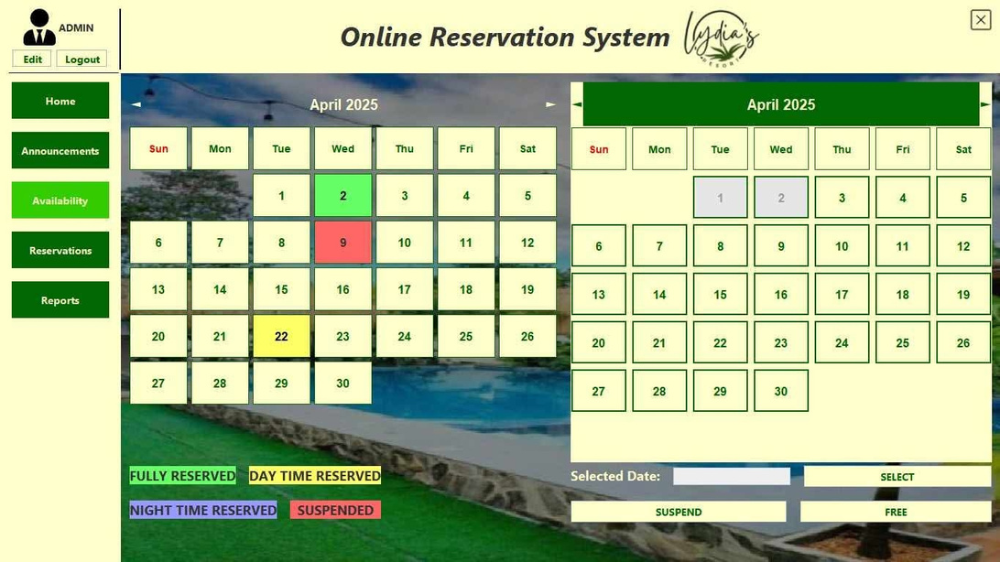 ADMIN
Edit Logout
Online Reservation System
Lydia's
RESORT
Home
Announcements
Availability
Reservations
Reports
April 2025
Sun Mon Tue Wed Thu Fri Sat
1 2 3 4 5
6 7 8 9 10 11 12
13 14 15 16 17 18 19
20 21 22 23 24 25 26
27 28 29 30
FULLY RESERVED DAY TIME RESERVED
NIGHT TIME RESERVED SUSPENDED
April 2025
Sun Mon Tue Wed Thu Fri Sat
1 2 3 4 5
6 7 8 9 10 11 12
13 14 15 16 17 18 19
20 21 22 23 24 25 26
27 28 29 30
Selected Date: SELECT
SUSPEND FREE